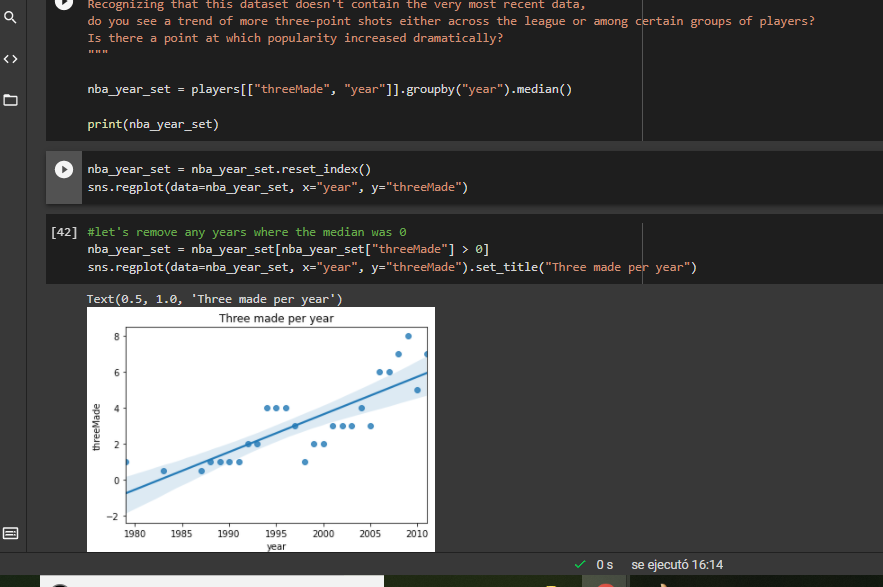 Recognizing that this dataset doesn't contain the very most recent data,
do you see a trend of more three-point shots either across the league or among certain groups of players?
Is there a point at which popularity increased dramatically?
"""
nba_year_set = players[["threeMade", "year"]].groupby("year").median()
print(nba_year_set)
nba_year_set = nba_year_set.reset_index()
sns.regplot(data=nba_year_set, x="year", y="threeMade")
[42] #let's remove any years where the median was 0
nba_year_set = nba_year_set[nba_year_set["threeMade"] > 0]
sns.regplot(data=nba_year_set, x="year", y="threeMade").set_title("Three made per year")
Text(0.5, 1.0, 'Three made per year')
Three made per year
8
6
4
2
0
−2
threeMade
1980 1985 1990 1995 2000 2005 2010
year
0 s se ejecutó 16:14